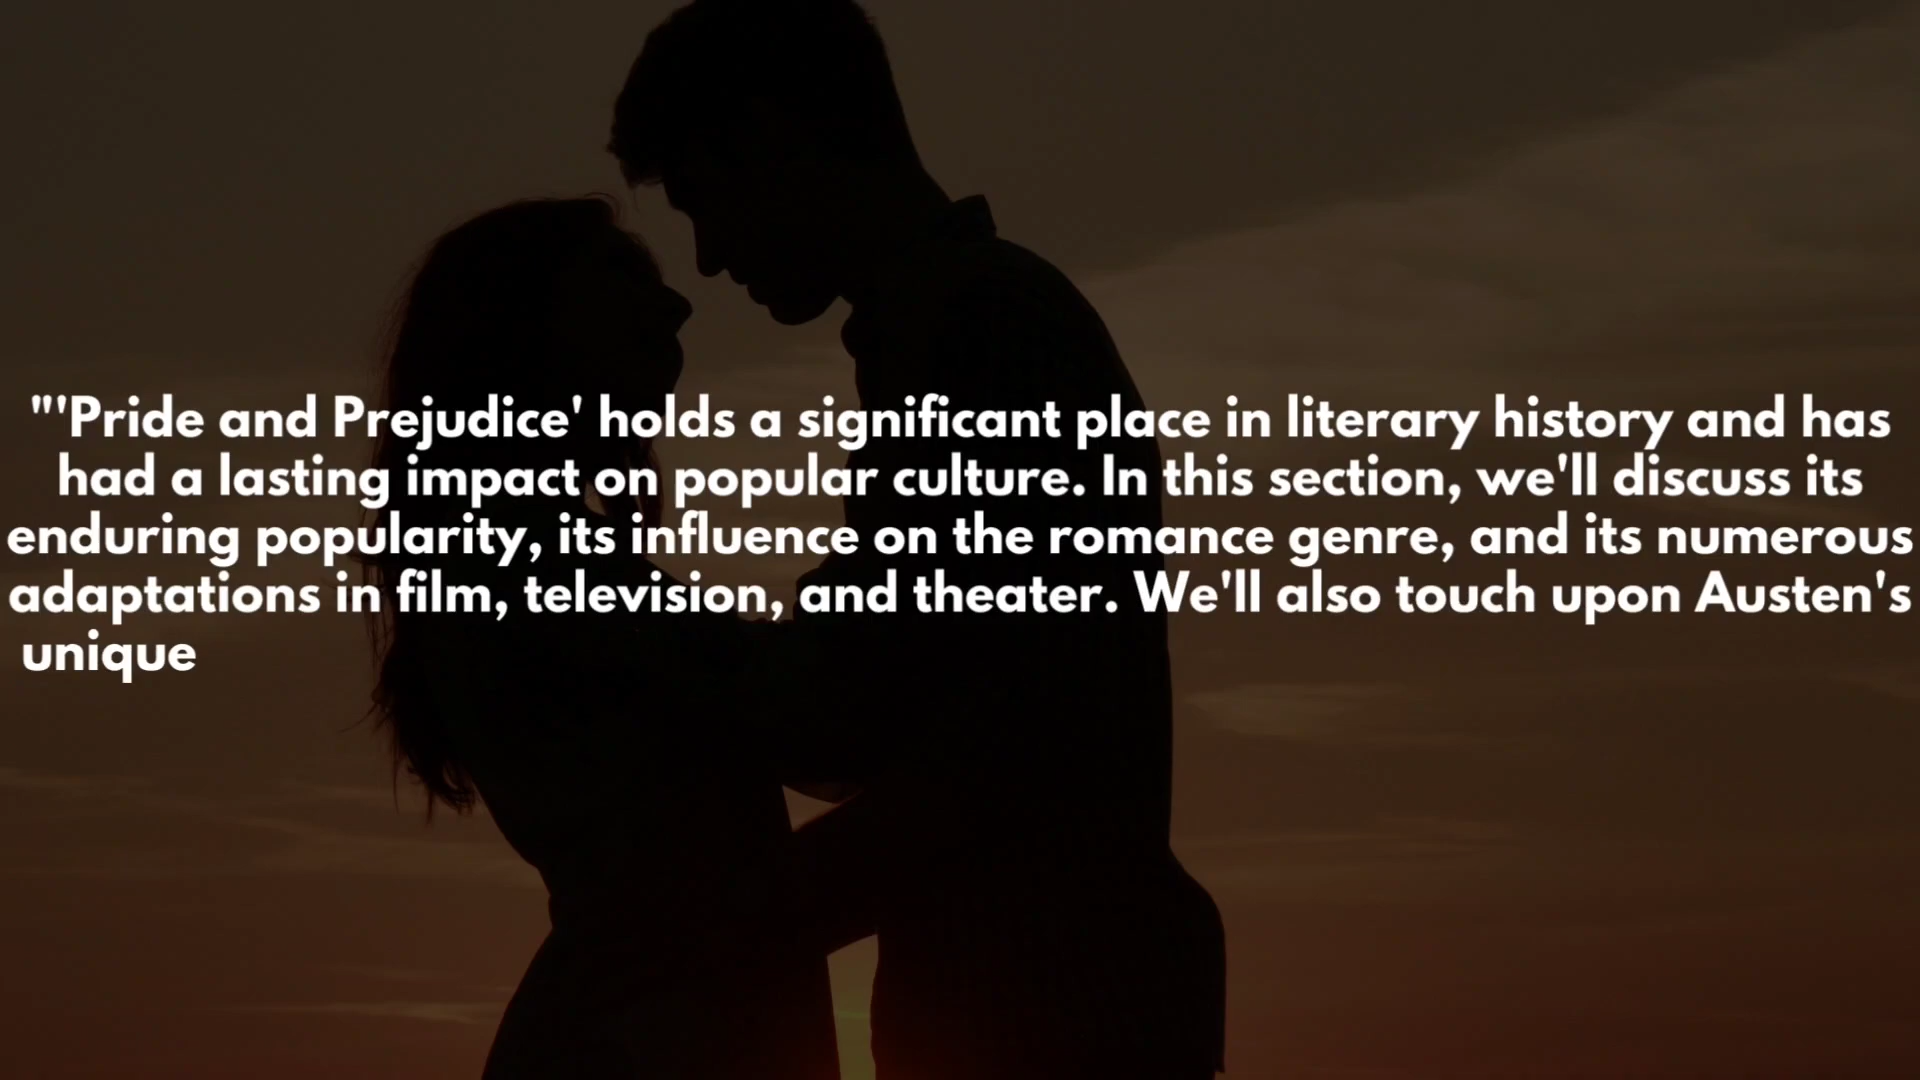 "'Pride and Prejudice' holds a significant place in literary history and has
had a lasting impact on popular culture. In this section, we'll discuss its
enduring popularity, its influence on the romance genre, and its numerous
adaptations in film, television, and theater. We'll also touch upon Austen's
unique